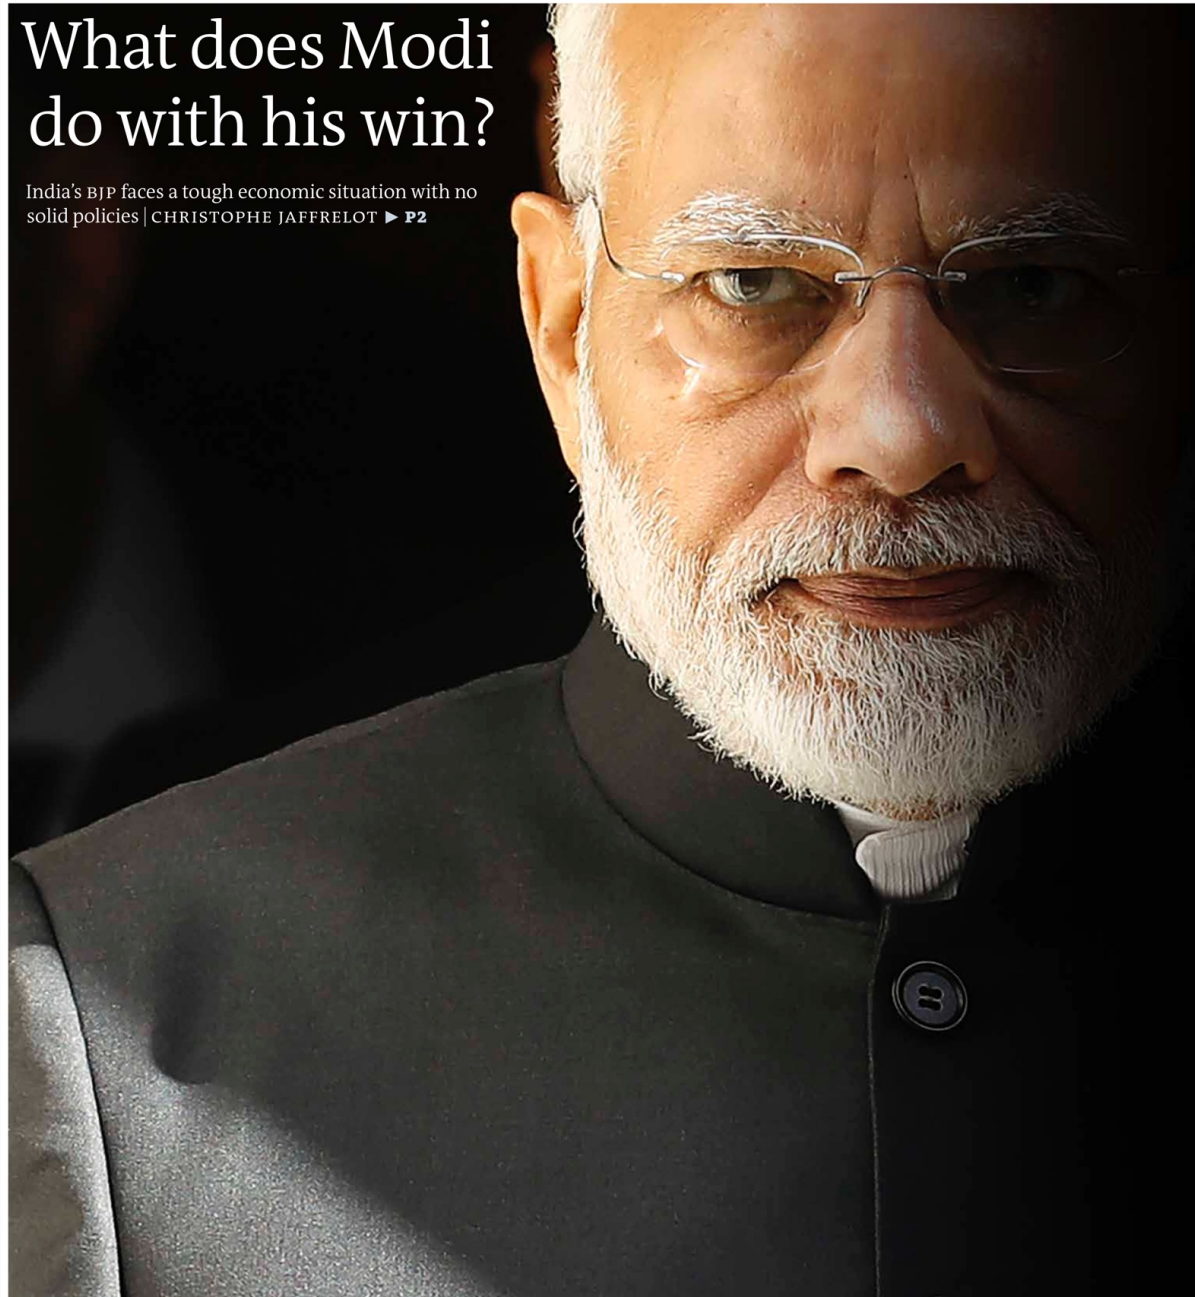 What does Modi
do with his win?
India's BJP faces a tough economic situation with no
solid policies | CHRISTOPHE JAFFRELOT ▶ P2